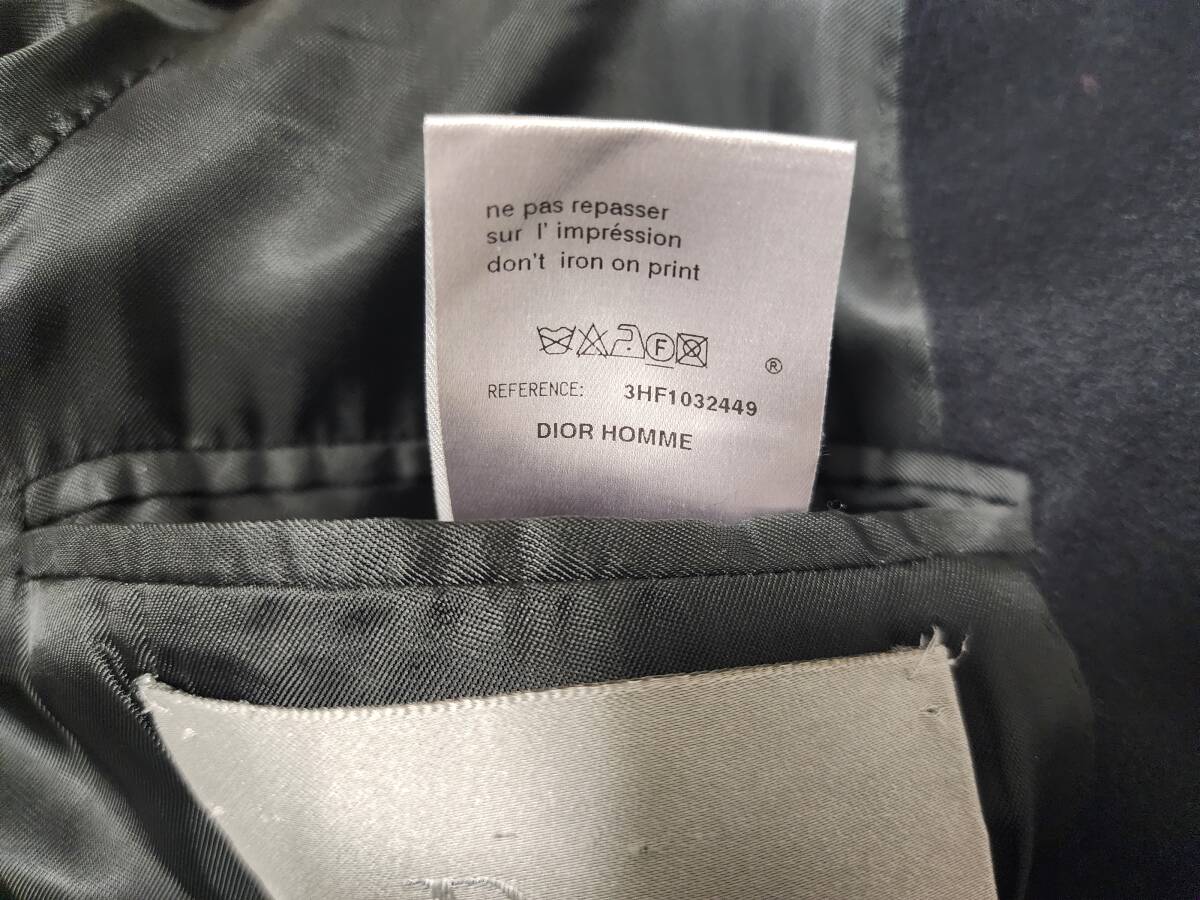 ne pas repasser
sur l' impréssion
don't iron on print
F
®
REFERENCE: 3HF1032449
DIOR HOMME